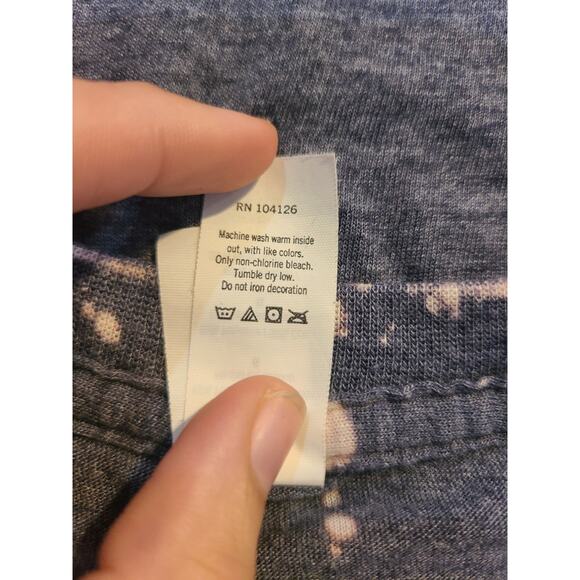 RN 104126
Machine wash warm inside
out, with like colors.
Only non-chlorine bleach.
Tumble dry low.
Do not iron decoration